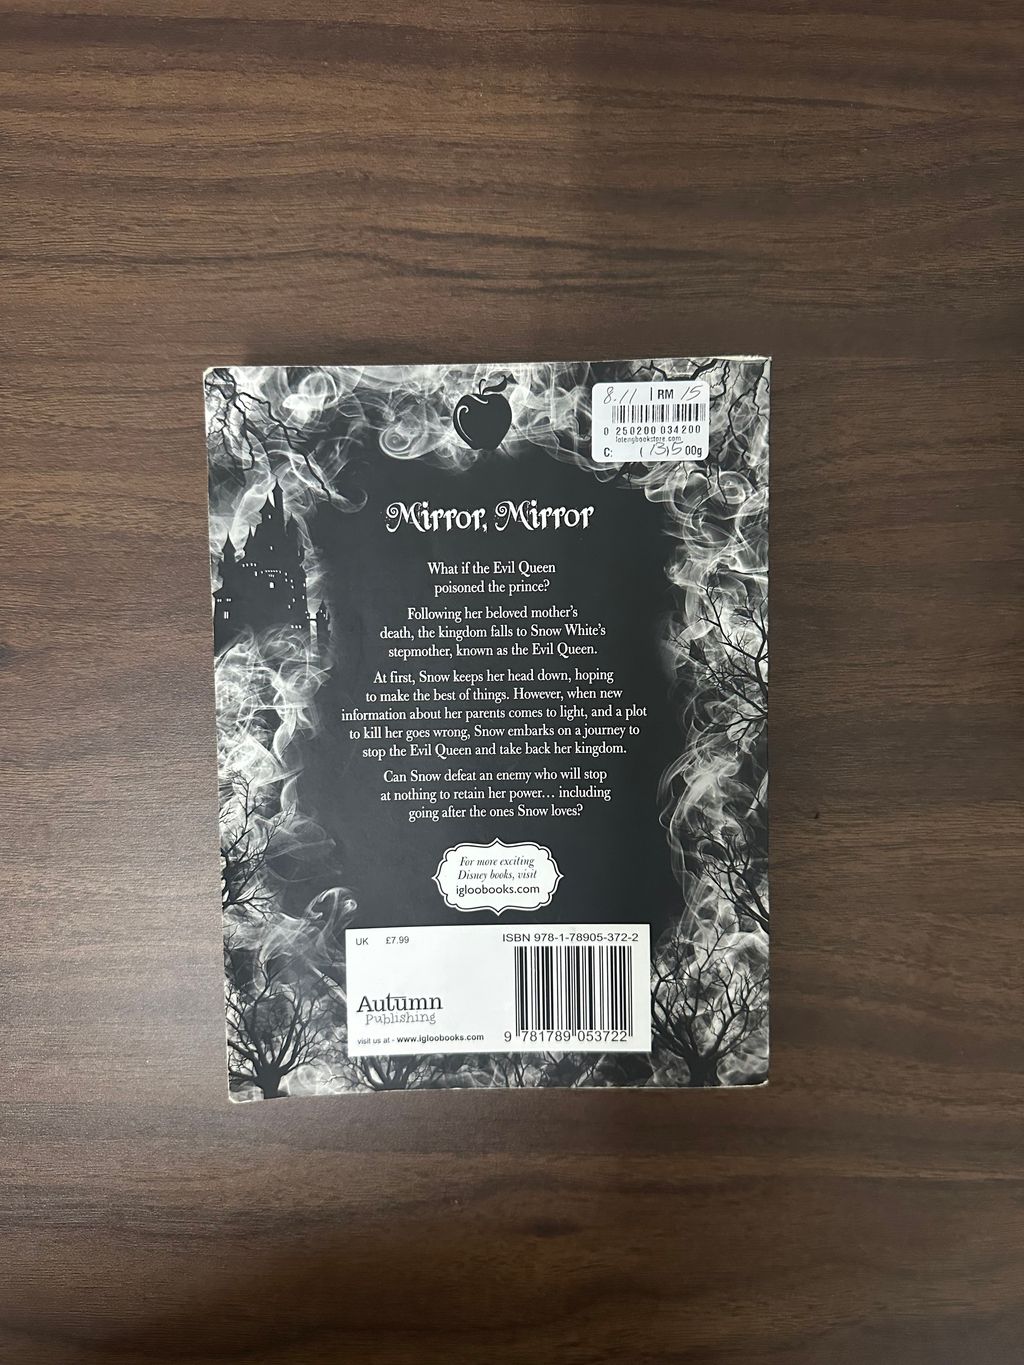 8.11 | RM 15
0 250200 034200
lotengbookstore.com
C: (13)5 00g
Mirror, Mirror
What if the Evil Queen
poisoned the prince?
Following her beloved mother's
death, the kingdom falls to Snow White's
stepmother, known as the Evil Queen.
At first, Snow keeps her head down, hoping
to make the best of things. However, when new
information about her parents comes to light, and a plot
to kill her goes wrong, Snow embarks on a journey to
stop the Evil Queen and take back her kingdom.
Can Snow defeat an enemy who will stop
at nothing to retain her power... including
going after the ones Snow loves?
For more exciting
Disney books, visit
igloobooks.com
UK £7.99
ISBN 978-1-78905-372-2
Autumn
Publishing
visit us at - www.igloobooks.com
9 781789 053722